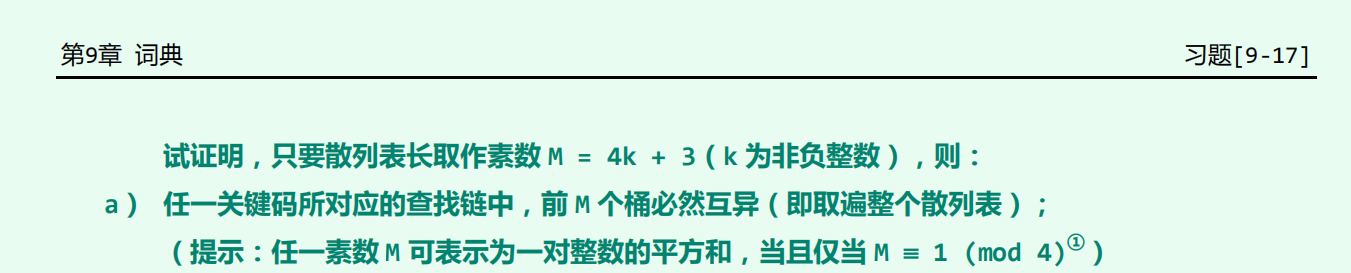 第9章 词典 习题[9-17]
试证明，只要散列表长取作素数 M = 4k + 3（k 为非负整数），则：
a） 任一关键码所对应的查找链中，前 M 个桶必然互异（即取遍整个散列表）；
（提示：任一素数 M 可表示为一对整数的平方和，当且仅当 M ≡ 1 (mod 4)①）